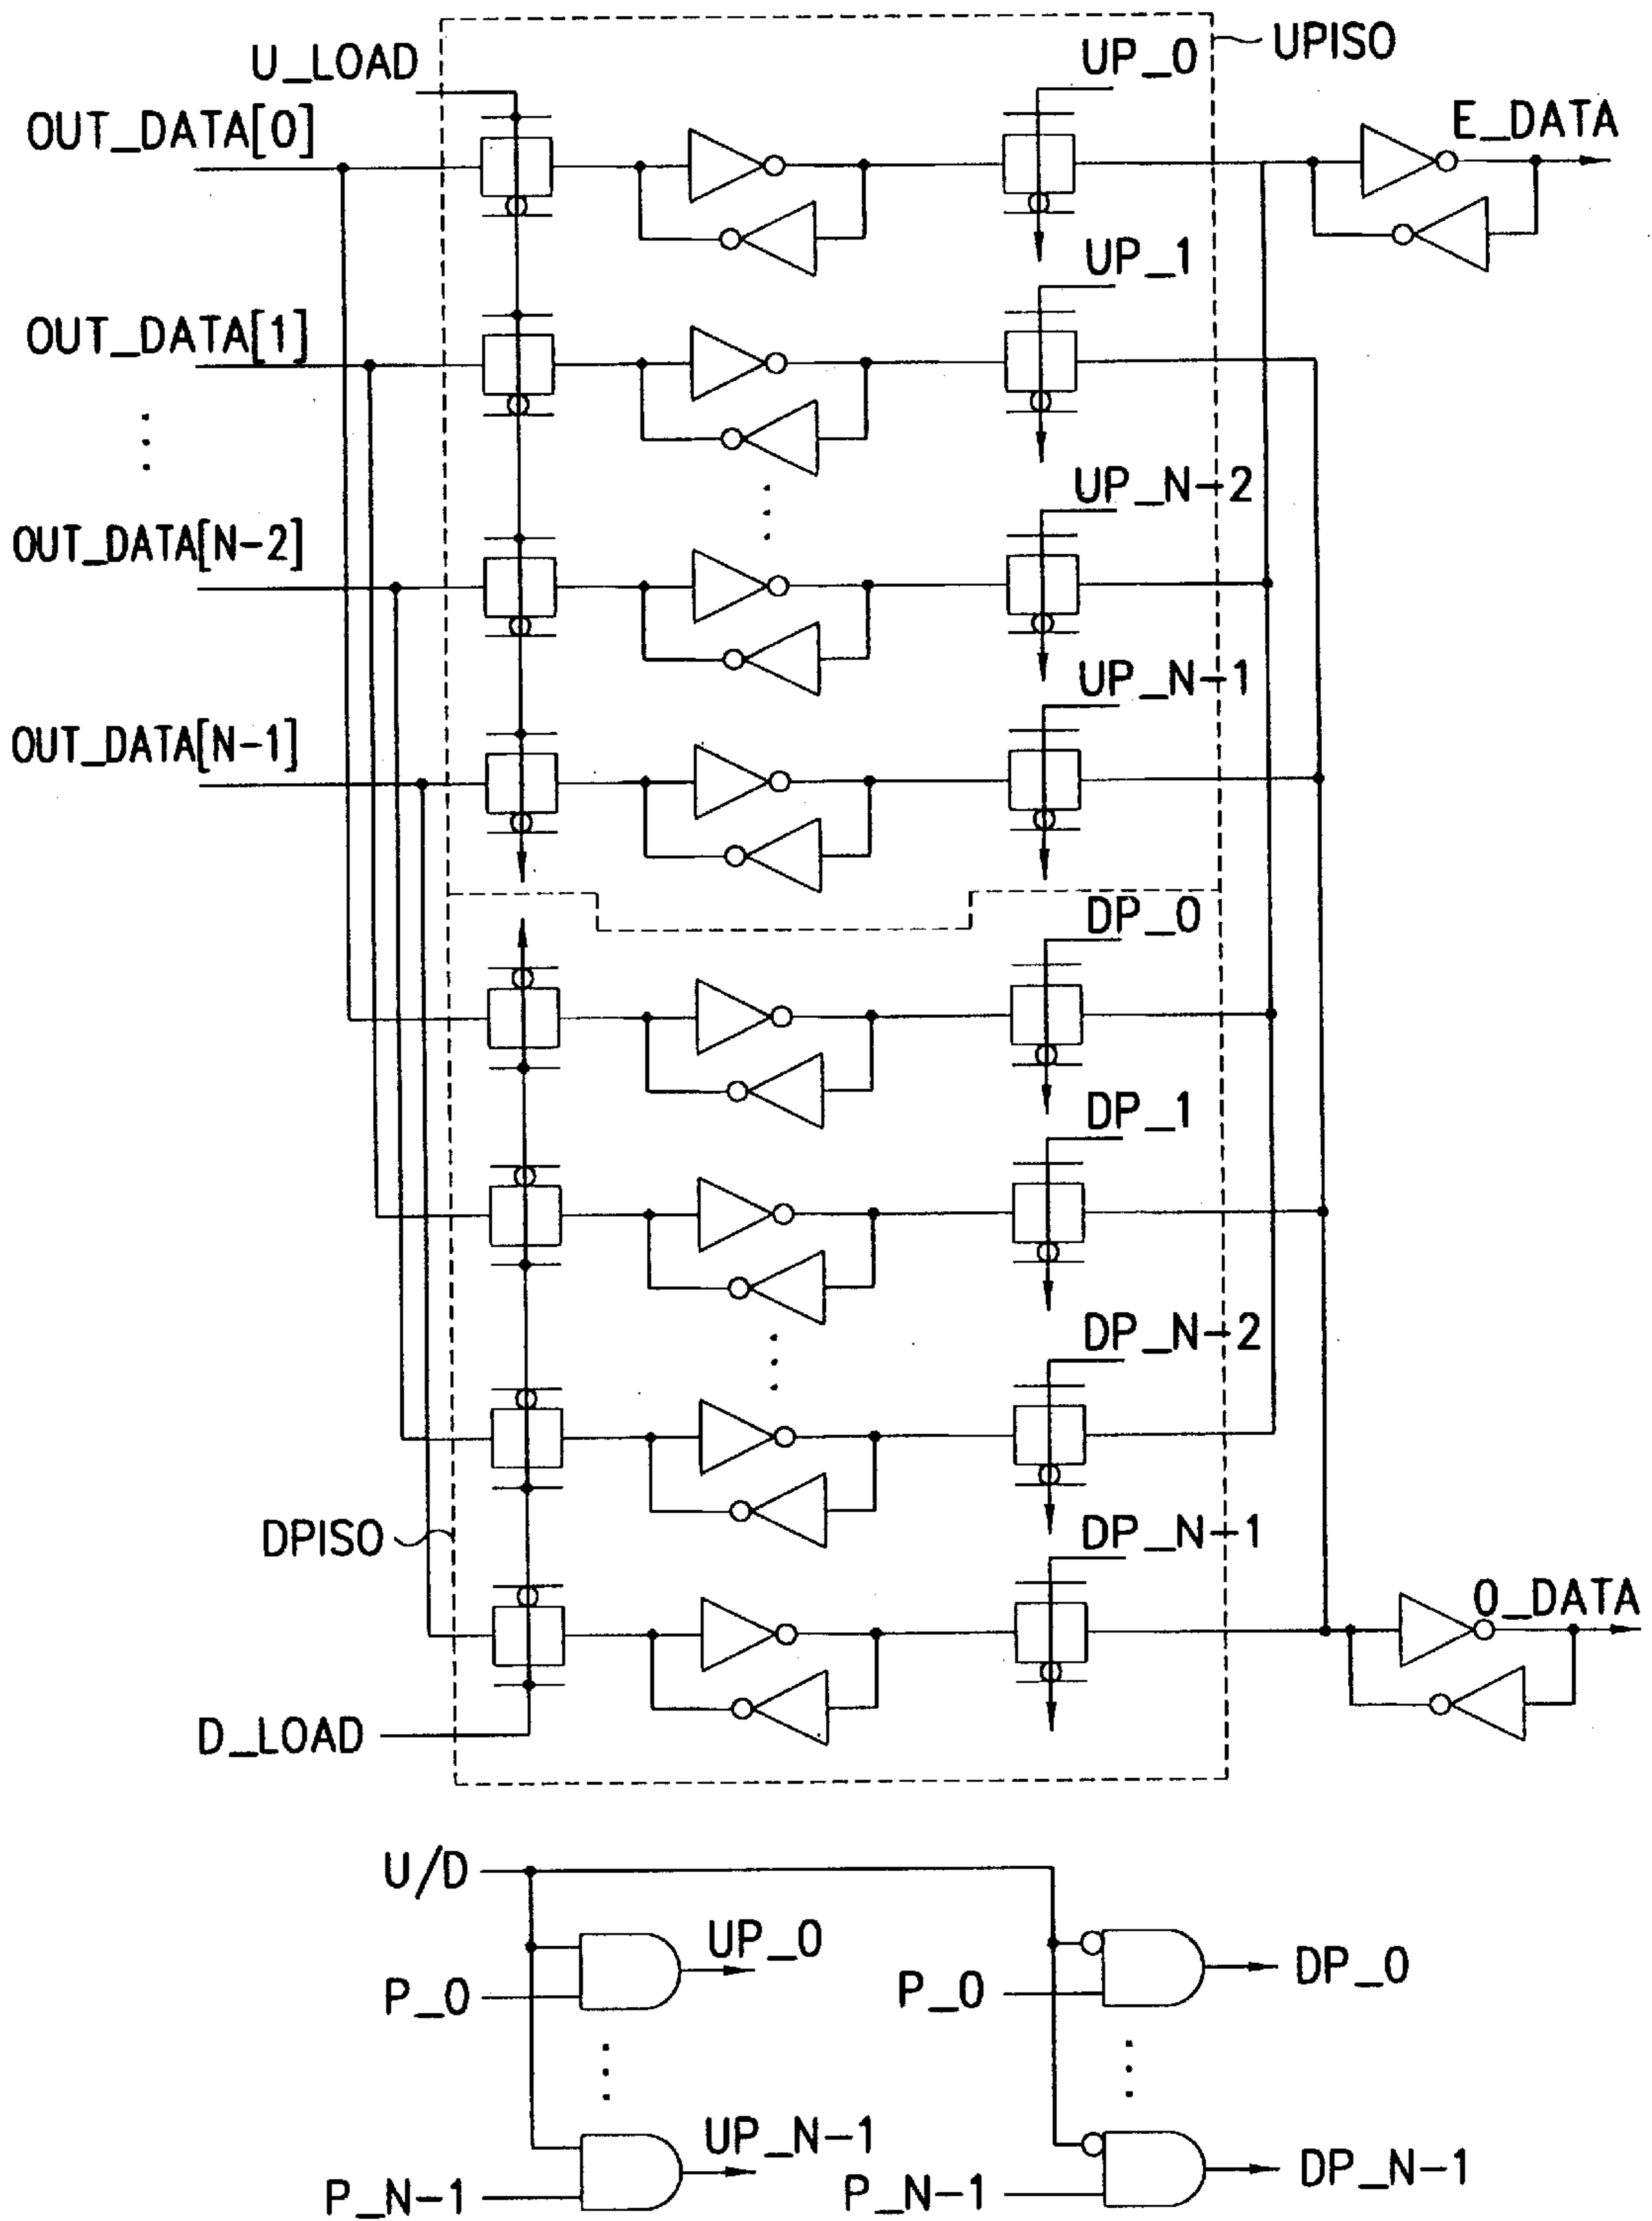 U_LOAD
UP_0
UPISO
OUT_DATA[0]
E_DATA
UP_1
OUT_DATA[1]
UP_N-2
OUT_DATA[N-2]
UP_N-1
OUT_DATA[N-1]
DP_0
DP_1
DP_N-2
DPISO
DP_N-1
O_DATA
D_LOAD
U/D
UP_0
P_0
DP_0
P_0
UP_N-1
P_N-1
DP_N-1
P_N-1